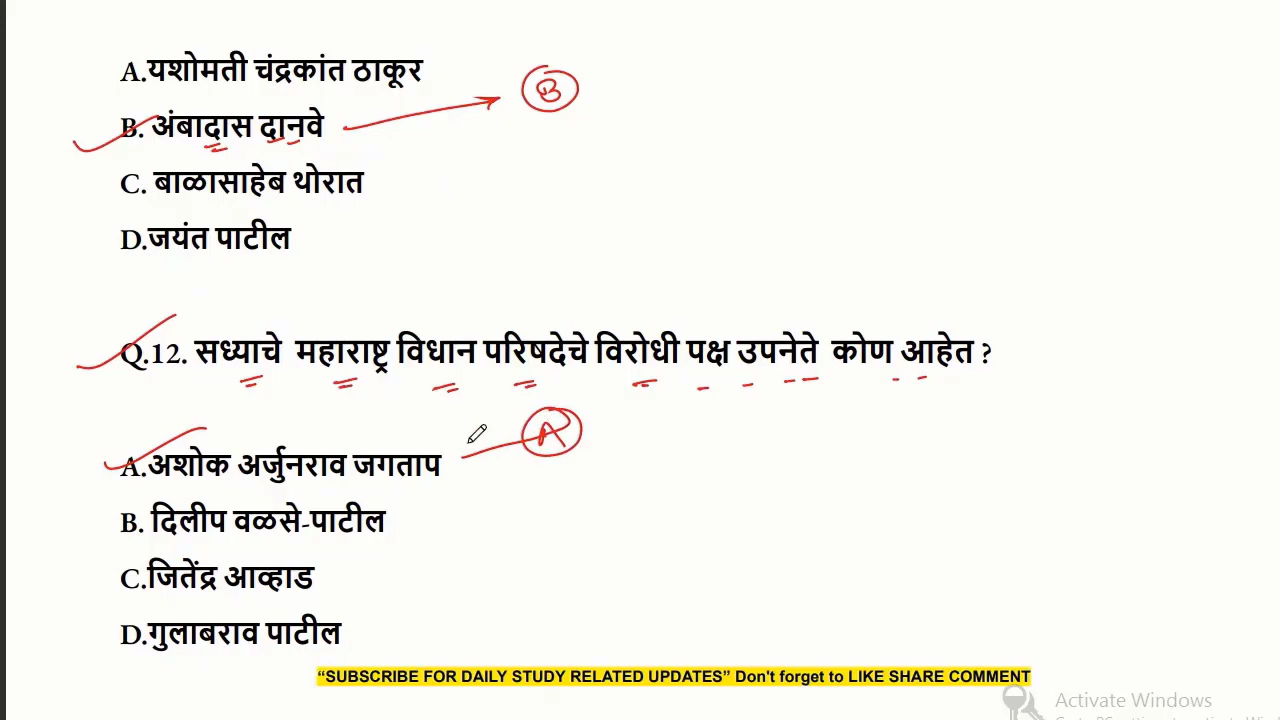 A.यशोमती चंद्रकांत ठाकूर
B
B. अंबादास दानवे
C. बाळासाहेब थोरात
D.जयंत पाटील
Q.12. सध्याचे महाराष्ट्र विधान परिषदेचे विरोधी पक्ष उपनेते कोण आहेत ?
A
A.अशोक अर्जुनराव जगताप
B. दिलीप वळसे-पाटील
C.जितेंद्र आव्हाड
D.गुलाबराव पाटील
“SUBSCRIBE FOR DAILY STUDY RELATED UPDATES” Don't forget to LIKE SHARE COMMENT
Activate Windows